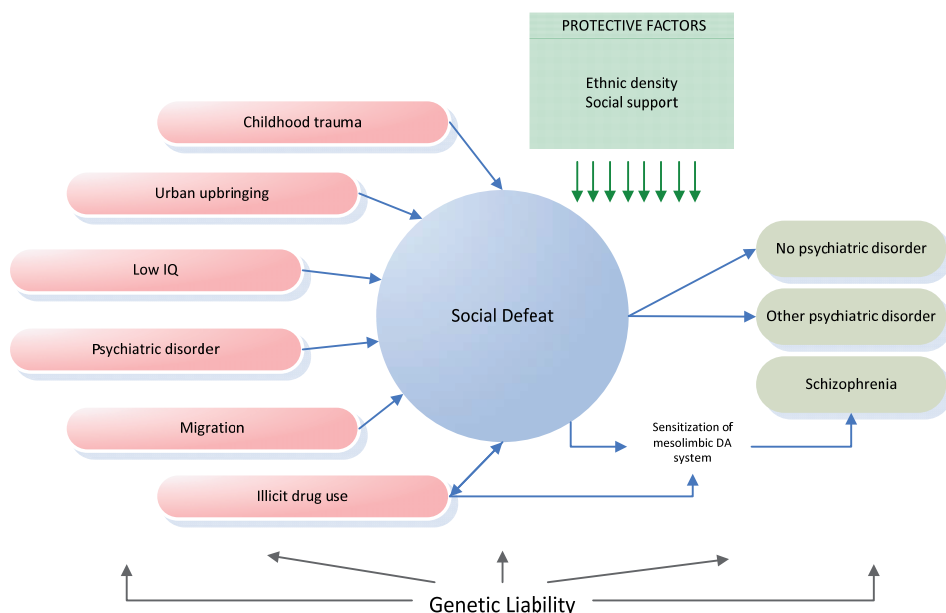 PROTECTIVE FACTORS
Ethnic density
Social support
Childhood trauma
Urban upbringing
Low IQ
Psychiatric disorder
Migration
Illicit drug use
Social Defeat
No psychiatric disorder
Other psychiatric disorder
Schizophrenia
Sensitization of
mesolimbic DA
system
Genetic Liability